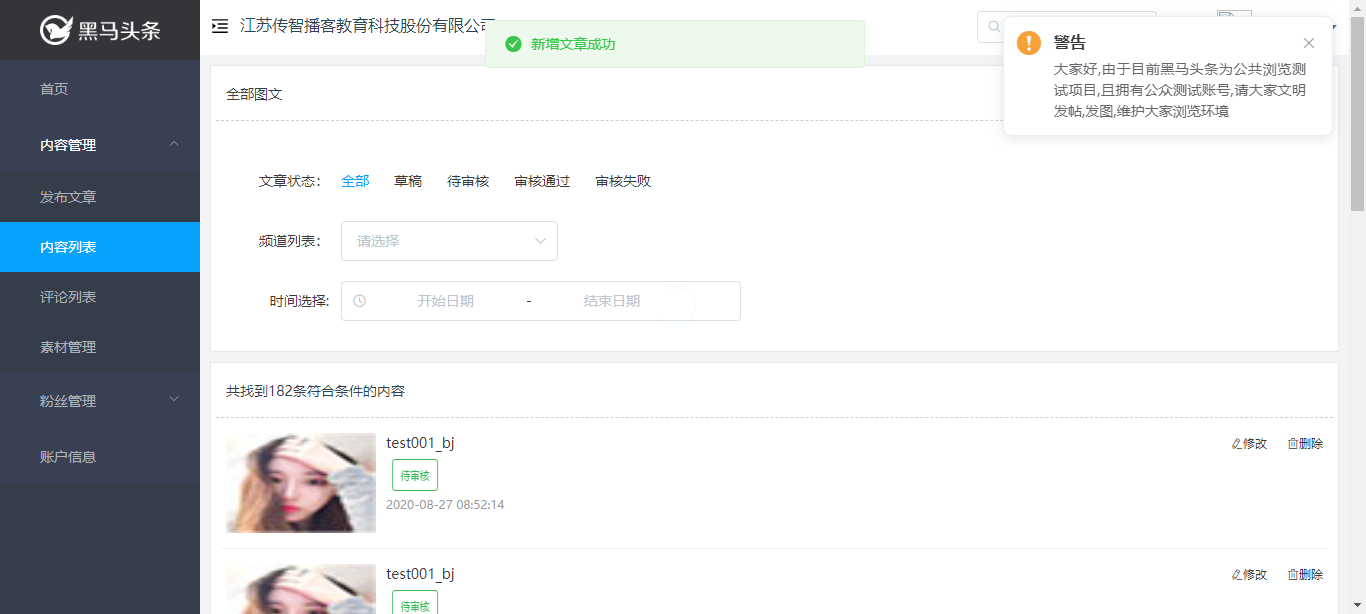 黑马头条
江苏传智播客教育科技股份有限公司
新增文章成功
警告
大家好,由于目前黑马头条为公共浏览测
试项目,且拥有公众测试账号,请大家文明
发帖,发图,维护大家浏览环境
首页
内容管理
发布文章
内容列表
评论列表
素材管理
粉丝管理
账户信息
全部图文
文章状态: 全部 草稿 待审核 审核通过 审核失败
频道列表: 请选择
时间选择: 开始日期 - 结束日期
共找到182条符合条件的内容
test001_bj 修改 删除
待审核
2020-08-27 08:52:14
test001_bj 修改 删除
待审核